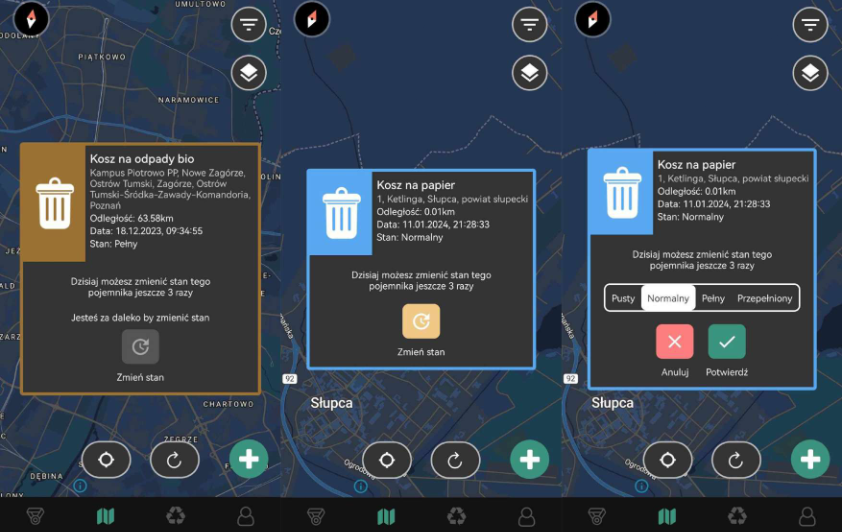 UMULTOWO
PIĄTKOWO
NARAMOWICE
Kosz na odpady bio
Kampus Piotrowo PP, Nowe Zagórze,
Ostrów Tumski, Zagórze, Ostrów
Tumski-Śródka-Zawady-Komandoria,
Poznań
Odległość: 63.58km
Data: 18.12.2023, 09:34:55
Stan: Pełny
Dzisiaj możesz zmienić stan tego
pojemnika jeszcze 3 razy
Jesteś za daleko by zmienić stan
Zmień stan
CHARTOWO
ŻEGRZE
DĘBINA
Kosz na papier
1, Ketlinga, Słupca, powiat słupecki
Odległość: 0.01km
Data: 11.01.2024, 21:28:33
Stan: Normalny
Dzisiaj możesz zmienić stan tego
pojemnika jeszcze 3 razy
Zmień stan
92
Słupca
Ogrodowa
Kosz na papier
1, Ketlinga, Słupca, powiat słupecki
Odległość: 0.01km
Data: 11.01.2024, 21:28:33
Stan: Normalny
Dzisiaj możesz zmienić stan tego
pojemnika jeszcze 3 razy
Pusty Normalny Pełny Przepełniony
Anuluj Potwierdź
92
Słupca